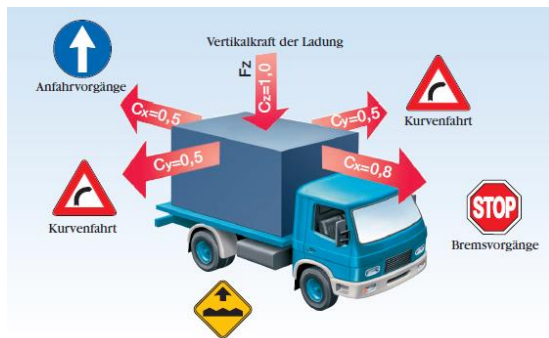 Vertikalkraft der Ladung
Fz
Cz=1,0
Anfahrvorgänge
Cx=0,5
Cy=0,5
Kurvenfahrt
Cy=0,5
Cx=0,8
Kurvenfahrt
STOP
Bremsvorgänge